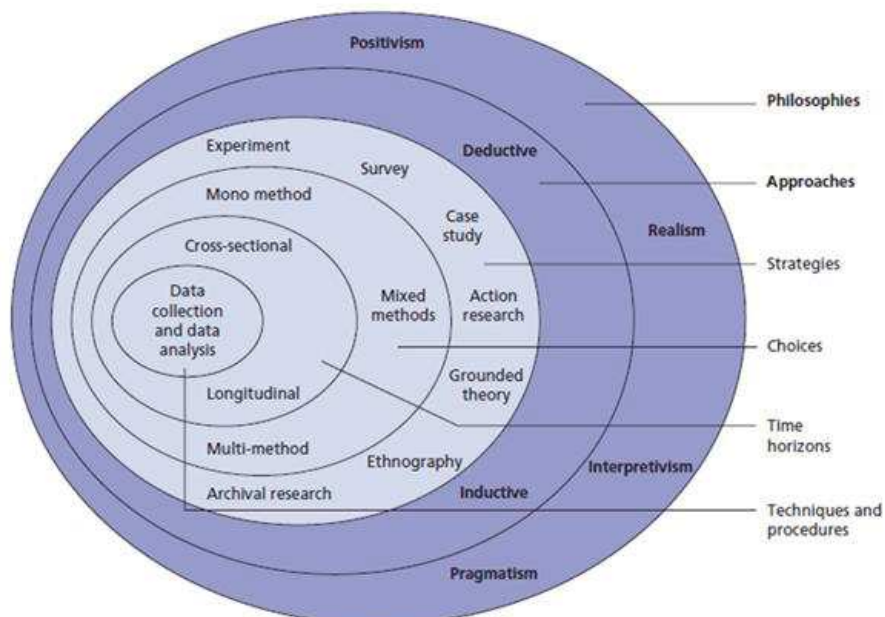 Positivism
Philosophies
Experiment
Deductive
Survey
Approaches
Mono method
Case
study
Realism
Cross-sectional
Strategies
Data
collection
and data
analysis
Mixed
methods
Action
research
Choices
Grounded
theory
Longitudinal
Time
horizons
Multi-method
Ethnography
Interpretivism
Archival research
Inductive
Techniques and
procedures
Pragmatism